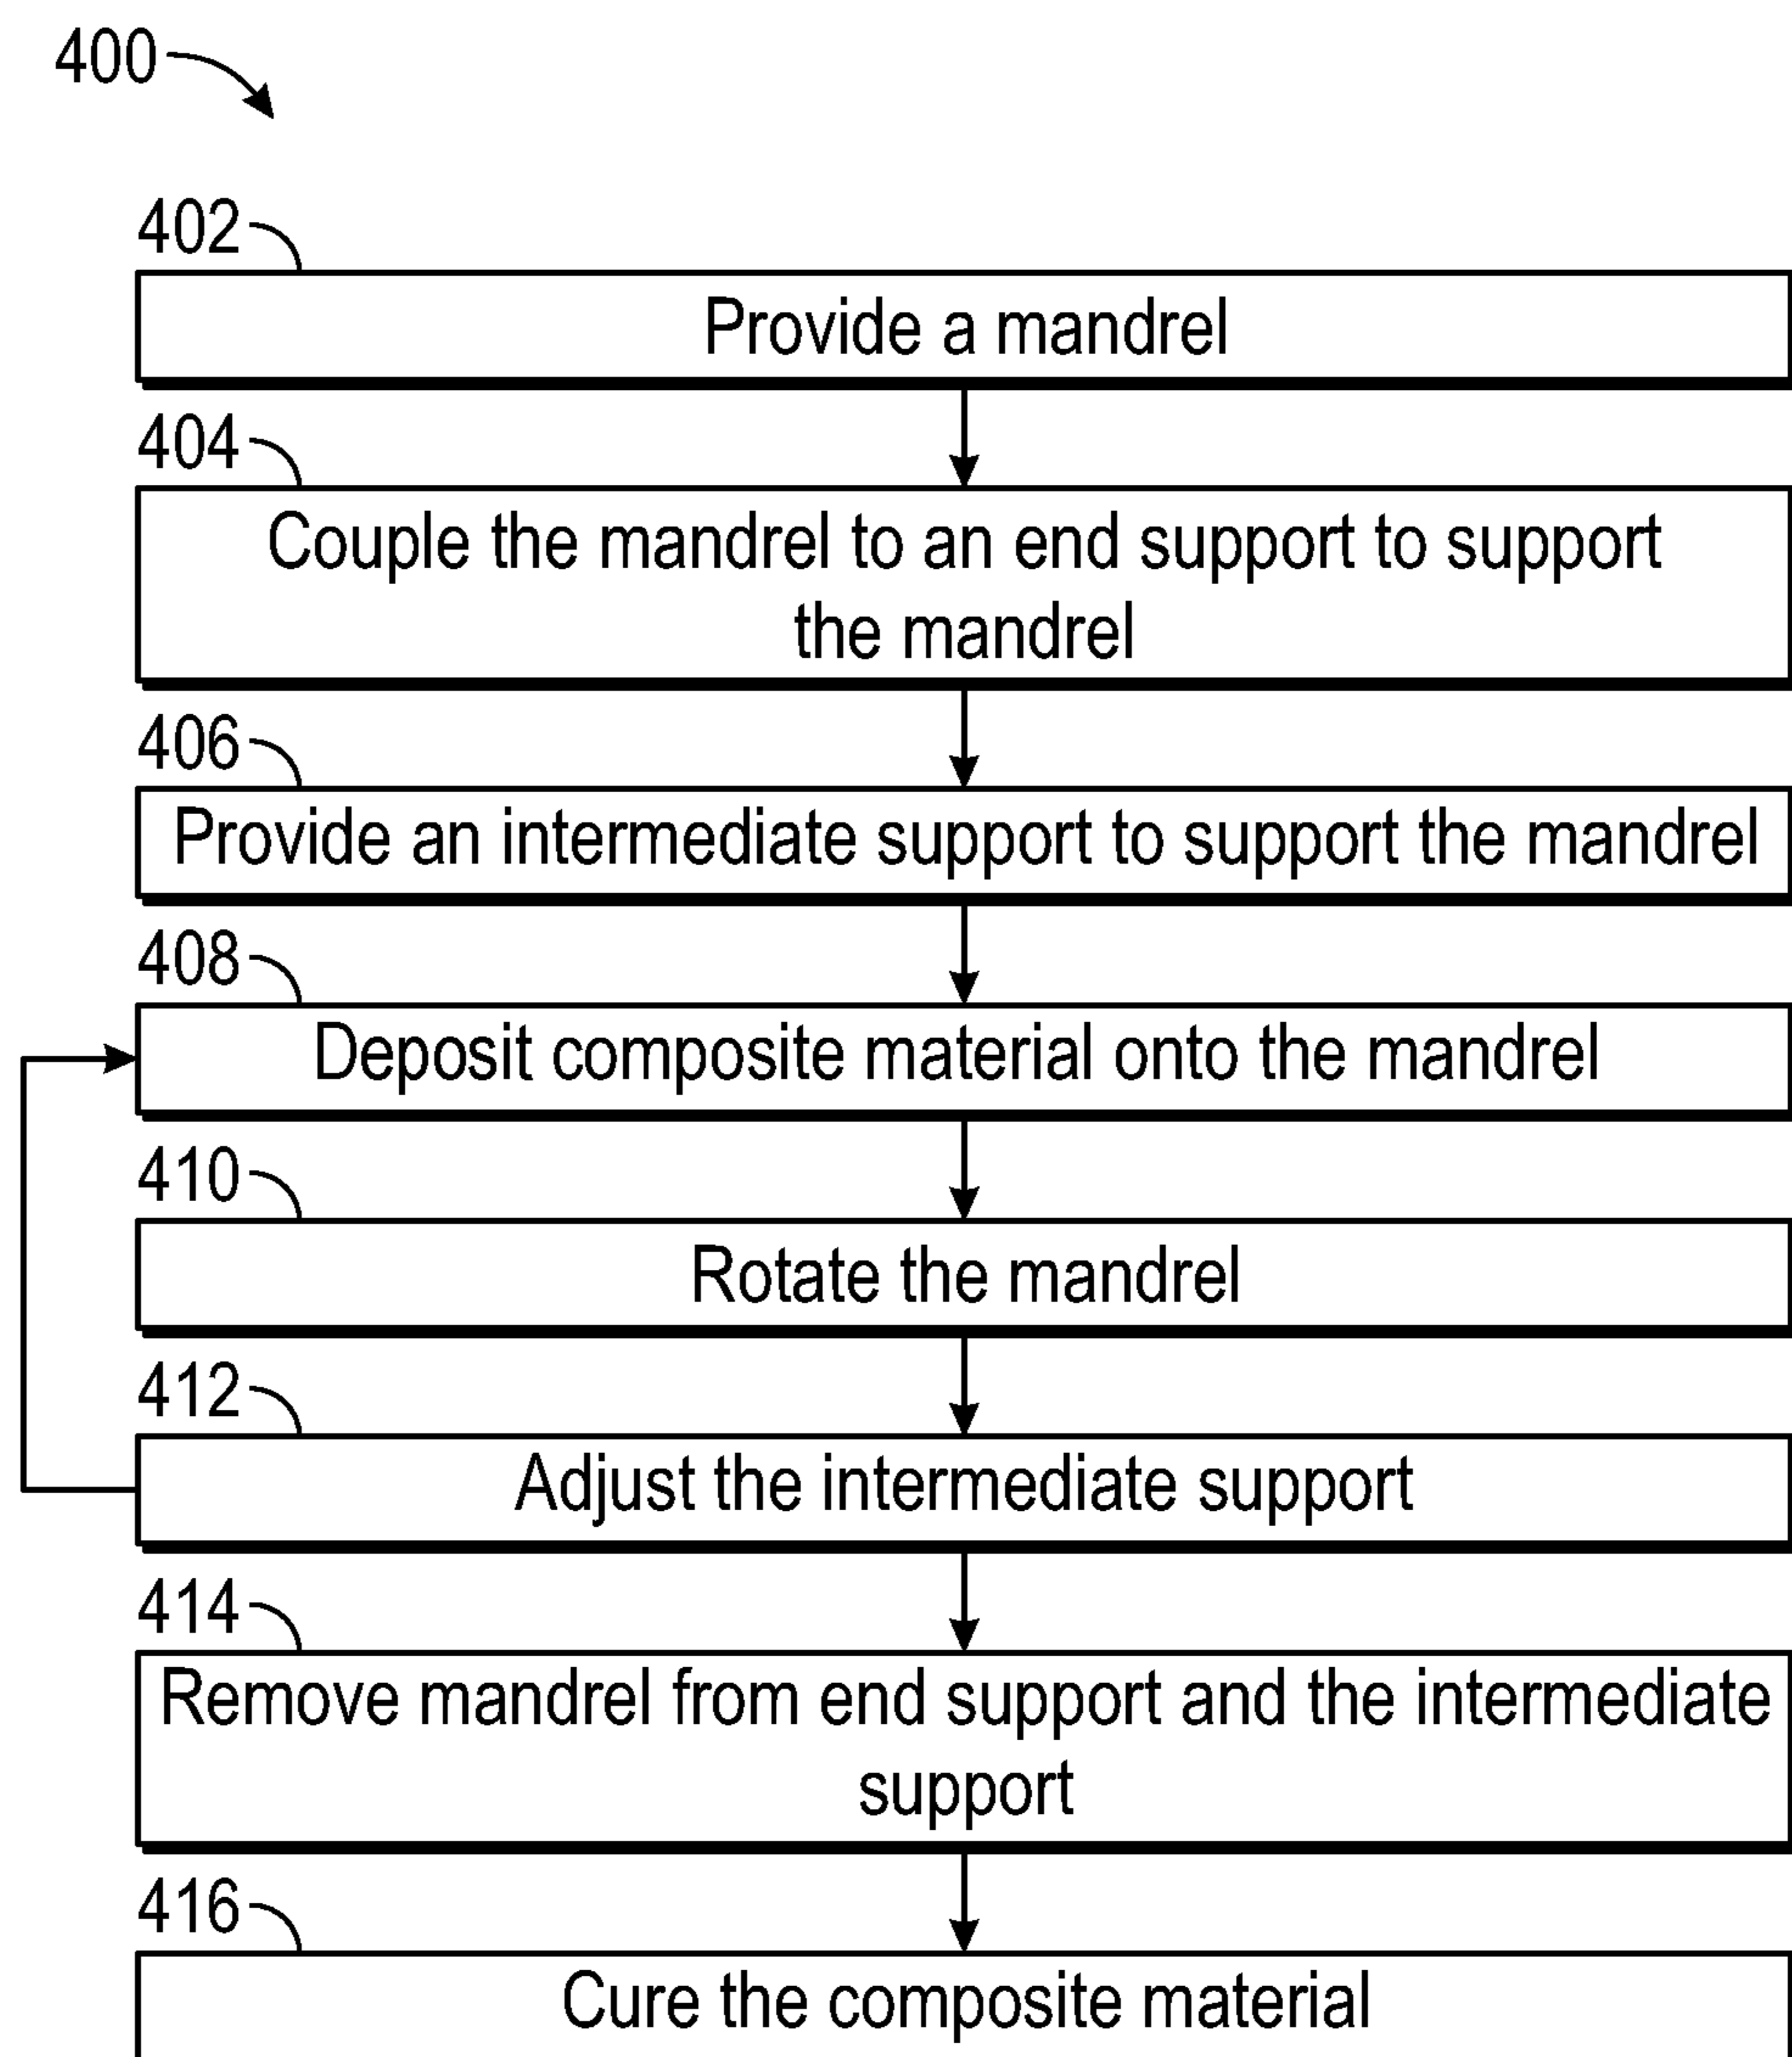 400
402
Provide a mandrel
404
Couple the mandrel to an end support to support
the mandrel
406
Provide an intermediate support to support the mandrel
408
Deposit composite material onto the mandrel
410
Rotate the mandrel
412
Adjust the intermediate support
414
Remove mandrel from end support and the intermediate
support
416
Cure the composite material